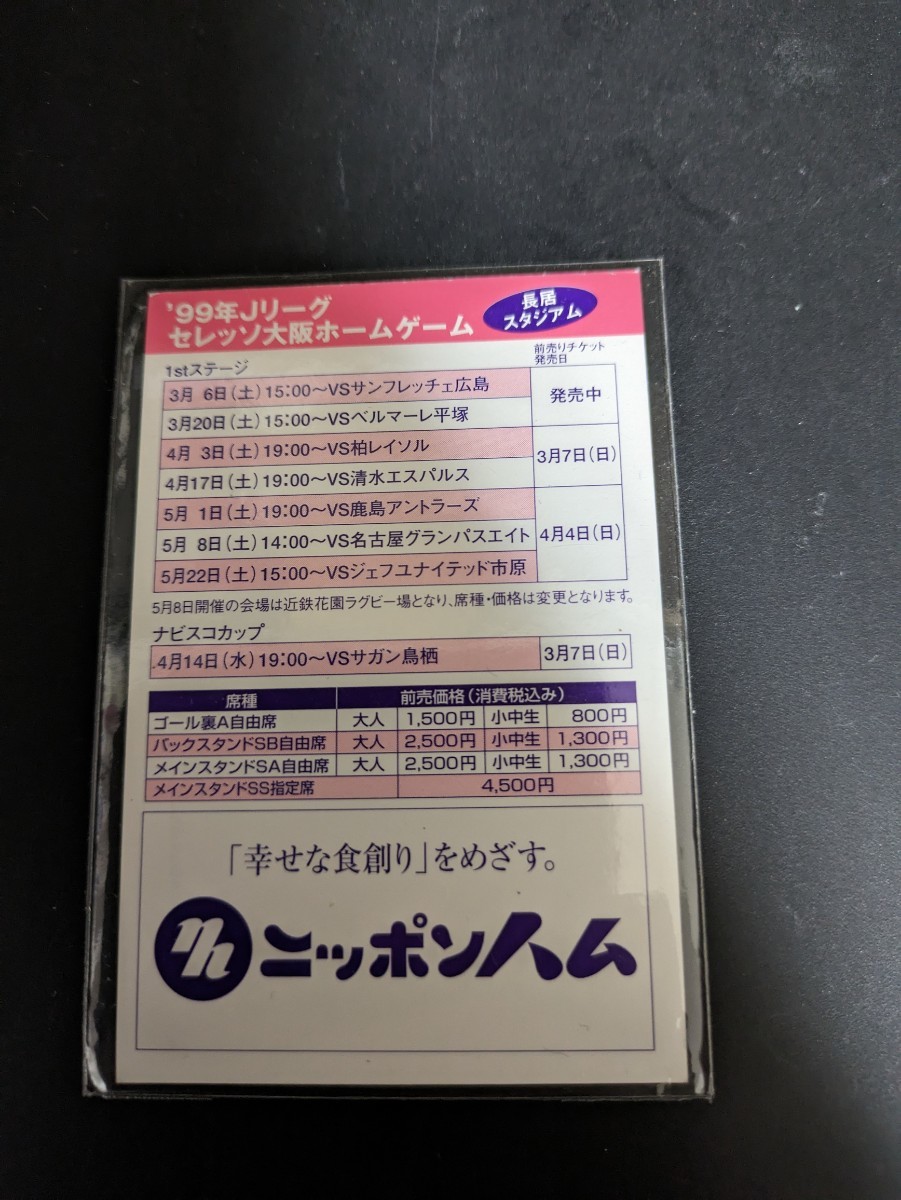 '99年Jリーグ
セレッソ大阪ホームゲーム
長居
スタジアム
1stステージ
前売りチケット
発売日
3月 6日(土)15:00〜VSサンフレッチェ広島
発売中
3月20日(土)15:00〜VSベルマーレ平塚
4月 3日(土)19:00〜VS柏レイソル
3月7日(日)
4月17日(土)19:00〜VS清水エスパルス
5月 1日(土)19:00〜VS鹿島アントラーズ
5月 8日(土)14:00〜VS名古屋グランパスエイト
4月4日(日)
5月22日(土)15:00〜VSジェフユナイテッド市原
5月8日開催の会場は近鉄花園ラグビー場となり、席種・価格は変更となります。
ナビスコカップ
4月14日(水)19:00〜VSサガン鳥栖 3月7日(日)
席種 前売価格(消費税込み)
ゴール裏A自由席 大人 1,500円 小中生 800円
バックスタンドSB自由席 大人 2,500円 小中生 1,300円
メインスタンドSA自由席 大人 2,500円 小中生 1,300円
メインスタンドSS指定席 4,500円
「幸せな食創り」をめざす。
nh ニッポンハム